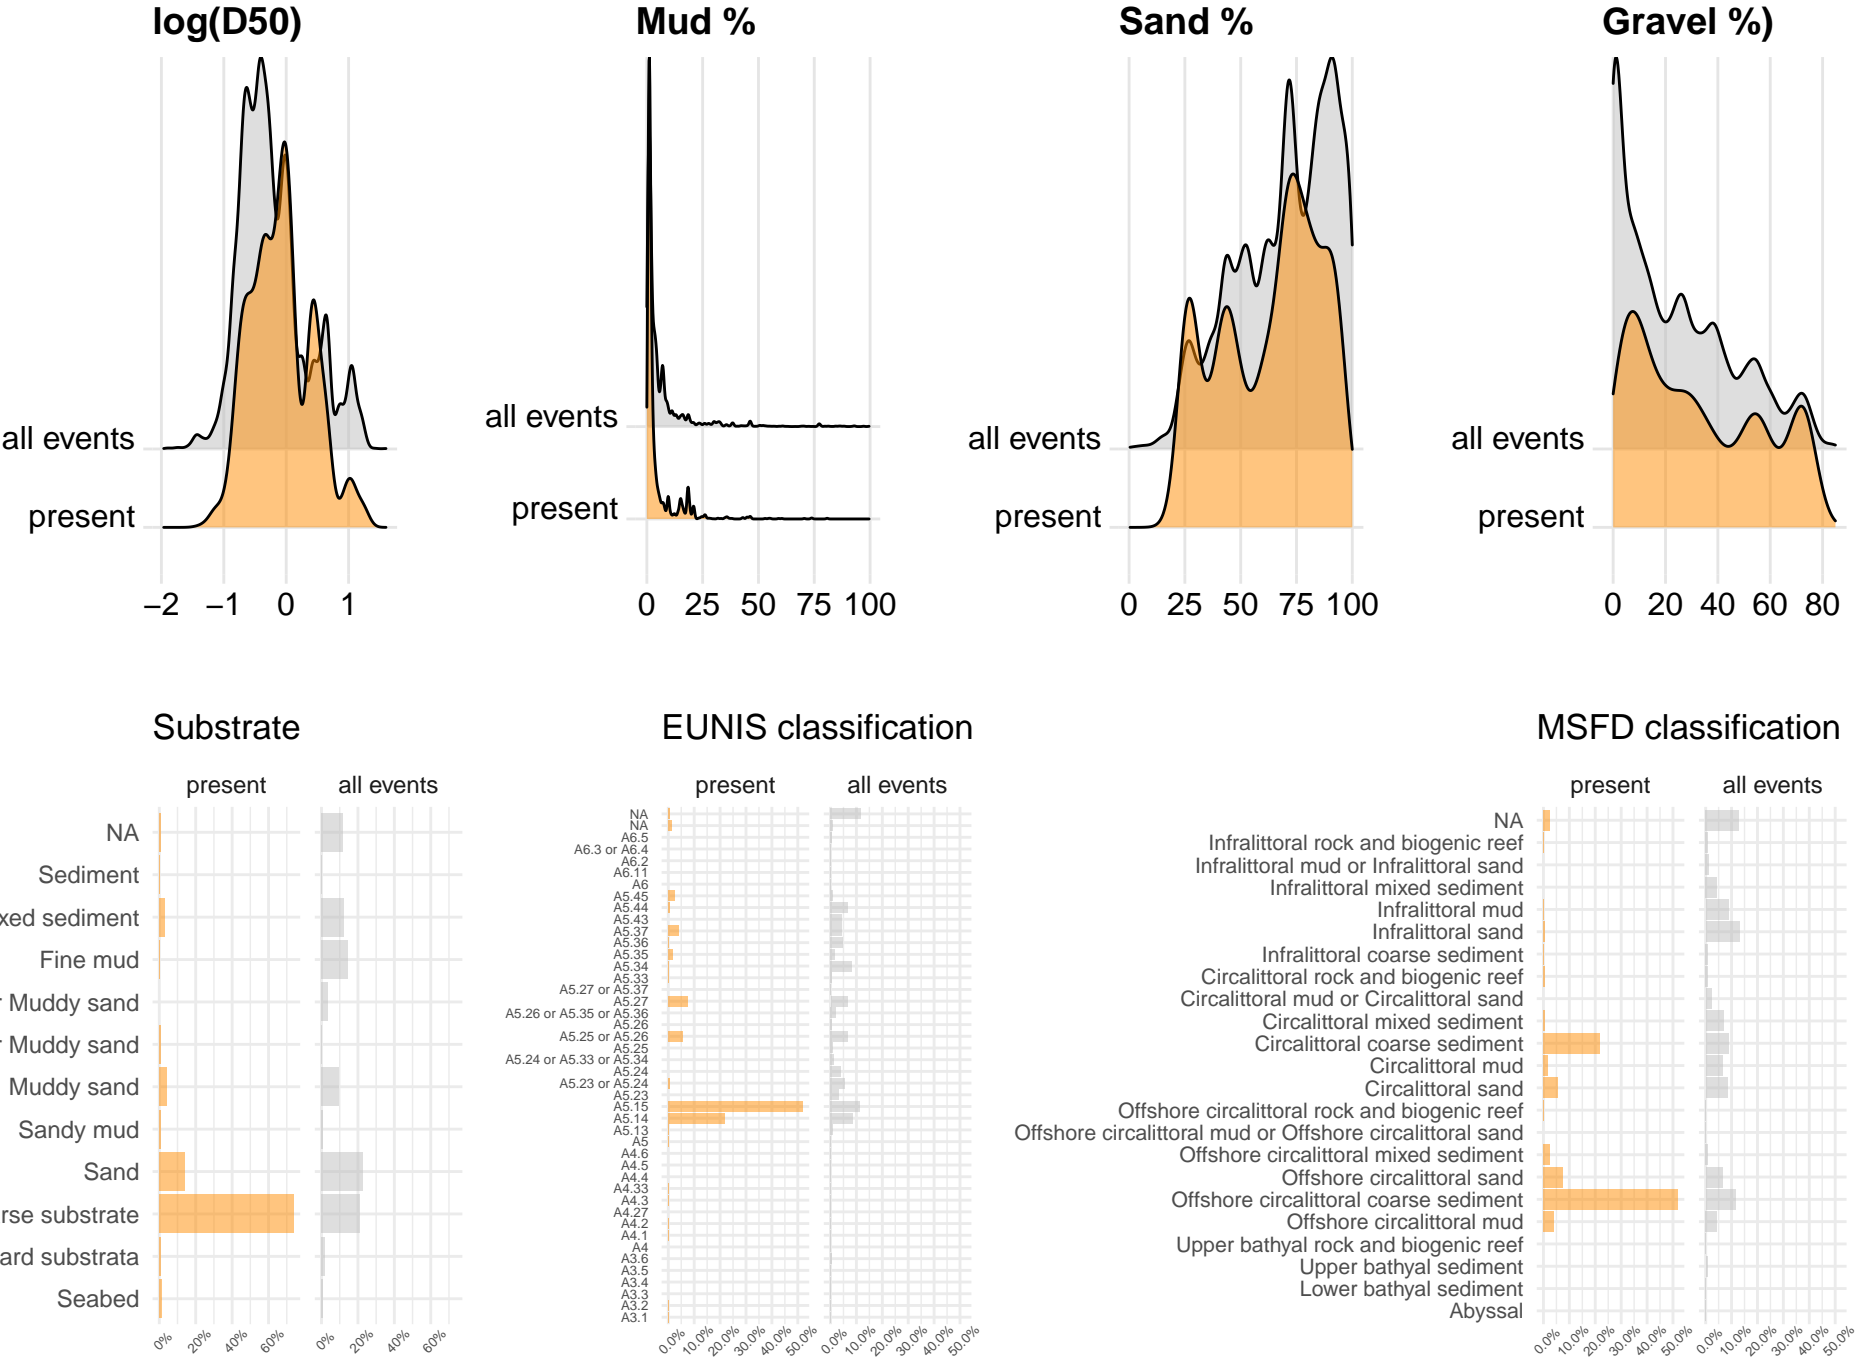 log(D50)
Mud %
Sand %
Gravel %)
all events
present
−2 −1 0 1
all events
present
0 25 50 75 100
all events
present
0 25 50 75 100
all events
present
0 20 40 60 80
Substrate
present all events
NA
Sediment
xed sediment
Fine mud
r Muddy sand
r Muddy sand
Muddy sand
Sandy mud
Sand
rse substrate
ard substrata
Seabed
0% 20% 40% 60% 0% 20% 40% 60%
EUNIS classification
present all events
NA
NA
A6.5
A6.3 or A6.4
A6.2
A6.11
A6
A5.45
A5.44
A5.43
A5.37
A5.36
A5.35
A5.34
A5.33
A5.27 or A5.37
A5.27
A5.26 or A5.35 or A5.36
A5.26
A5.25 or A5.26
A5.25
A5.24 or A5.33 or A5.34
A5.24
A5.23 or A5.24
A5.23
A5.15
A5.14
A5.13
A5
A4.6
A4.5
A4.4
A4.33
A4.3
A4.27
A4.2
A4.1
A4
A3.6
A3.5
A3.4
A3.3
A3.2
A3.1
0.0% 10.0% 20.0% 30.0% 40.0% 50.0% 0.0% 10.0% 20.0% 30.0% 40.0% 50.0%
MSFD classification
present all events
NA
Infralittoral rock and biogenic reef
Infralittoral mud or Infralittoral sand
Infralittoral mixed sediment
Infralittoral mud
Infralittoral sand
Infralittoral coarse sediment
Circalittoral rock and biogenic reef
Circalittoral mud or Circalittoral sand
Circalittoral mixed sediment
Circalittoral coarse sediment
Circalittoral mud
Circalittoral sand
Offshore circalittoral rock and biogenic reef
Offshore circalittoral mud or Offshore circalittoral sand
Offshore circalittoral mixed sediment
Offshore circalittoral sand
Offshore circalittoral coarse sediment
Offshore circalittoral mud
Upper bathyal rock and biogenic reef
Upper bathyal sediment
Lower bathyal sediment
Abyssal
0.0% 10.0% 20.0% 30.0% 40.0% 50.0% 0.0% 10.0% 20.0% 30.0% 40.0% 50.0%